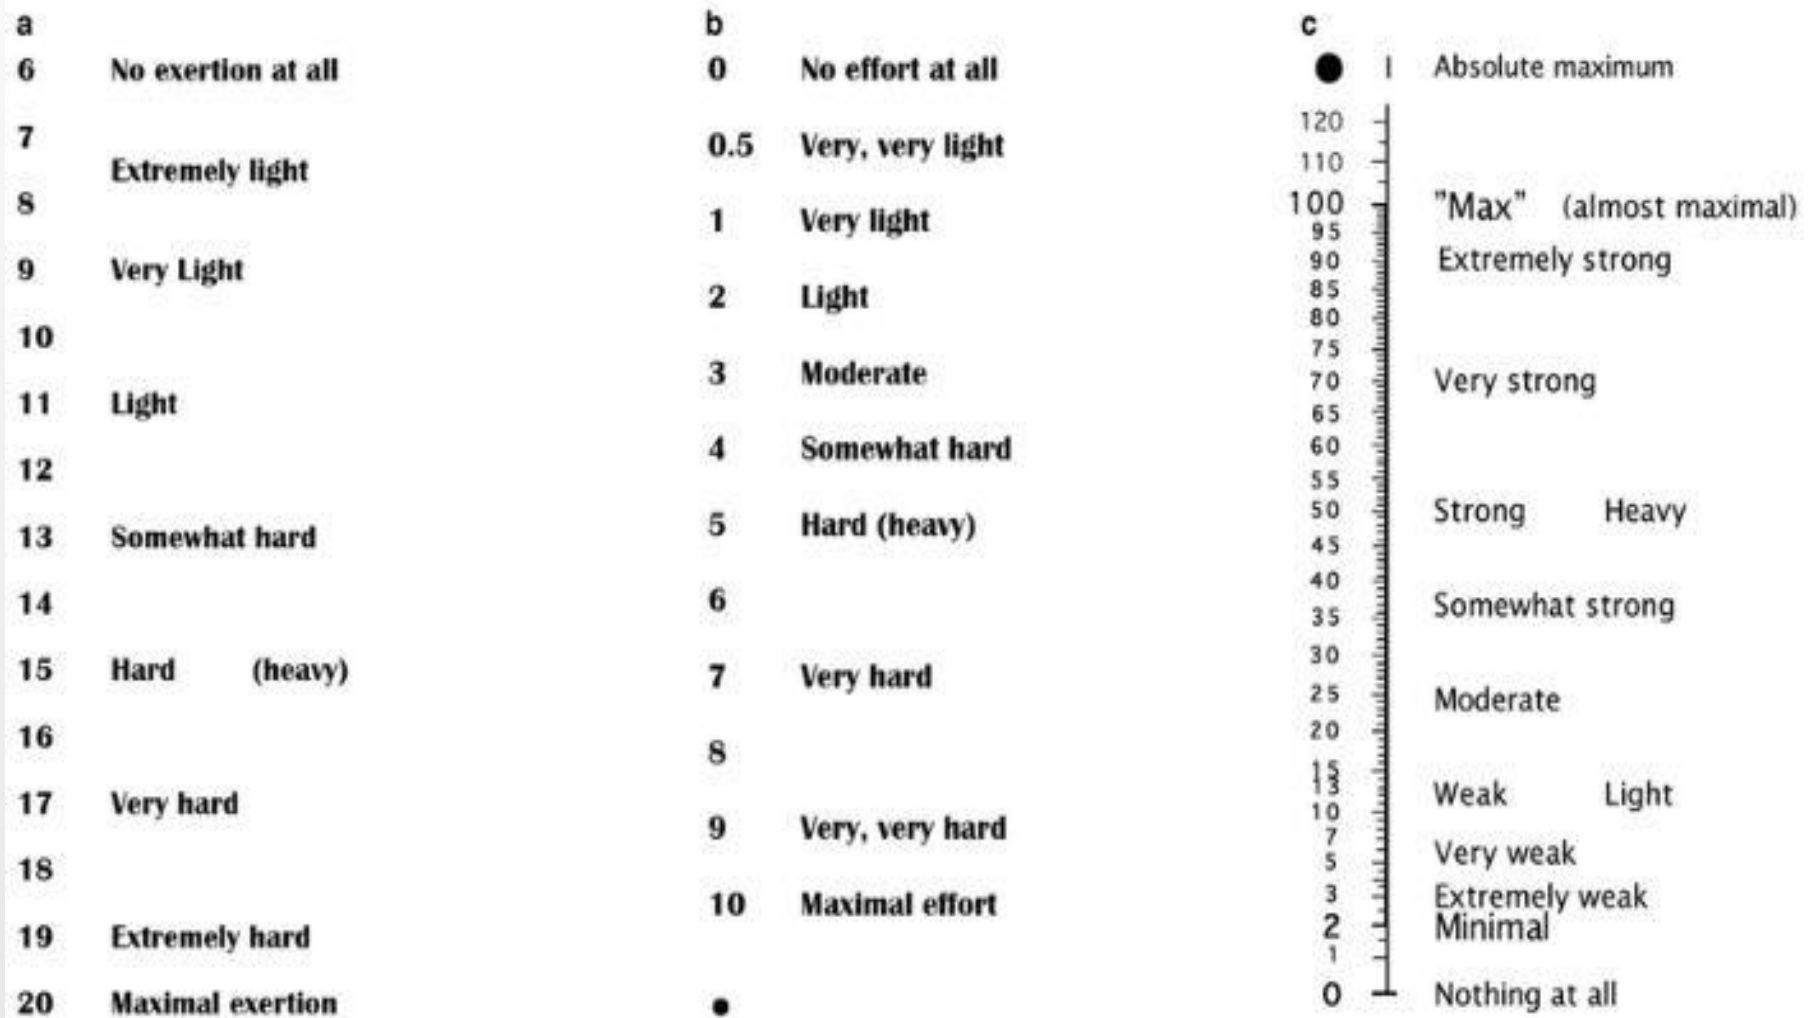 a
6 No exertion at all
7
Extremely light
8
9 Very Light
10
11 Light
12
13 Somewhat hard
14
15 Hard (heavy)
16
17 Very hard
18
19 Extremely hard
20 Maximal exertion
b
0 No effort at all
0.5 Very, very light
1 Very light
2 Light
3 Moderate
4 Somewhat hard
5 Hard (heavy)
6
7 Very hard
8
9 Very, very hard
10 Maximal effort
•
c
● Absolute maximum
120
110
100 "Max" (almost maximal)
95
90 Extremely strong
85
80
75
70 Very strong
65
60
55
50 Strong Heavy
45
40
Somewhat strong
35
30
25 Moderate
20
15
13 Weak Light
10
7
Very weak
5
3 Extremely weak
2 Minimal
1
0 Nothing at all